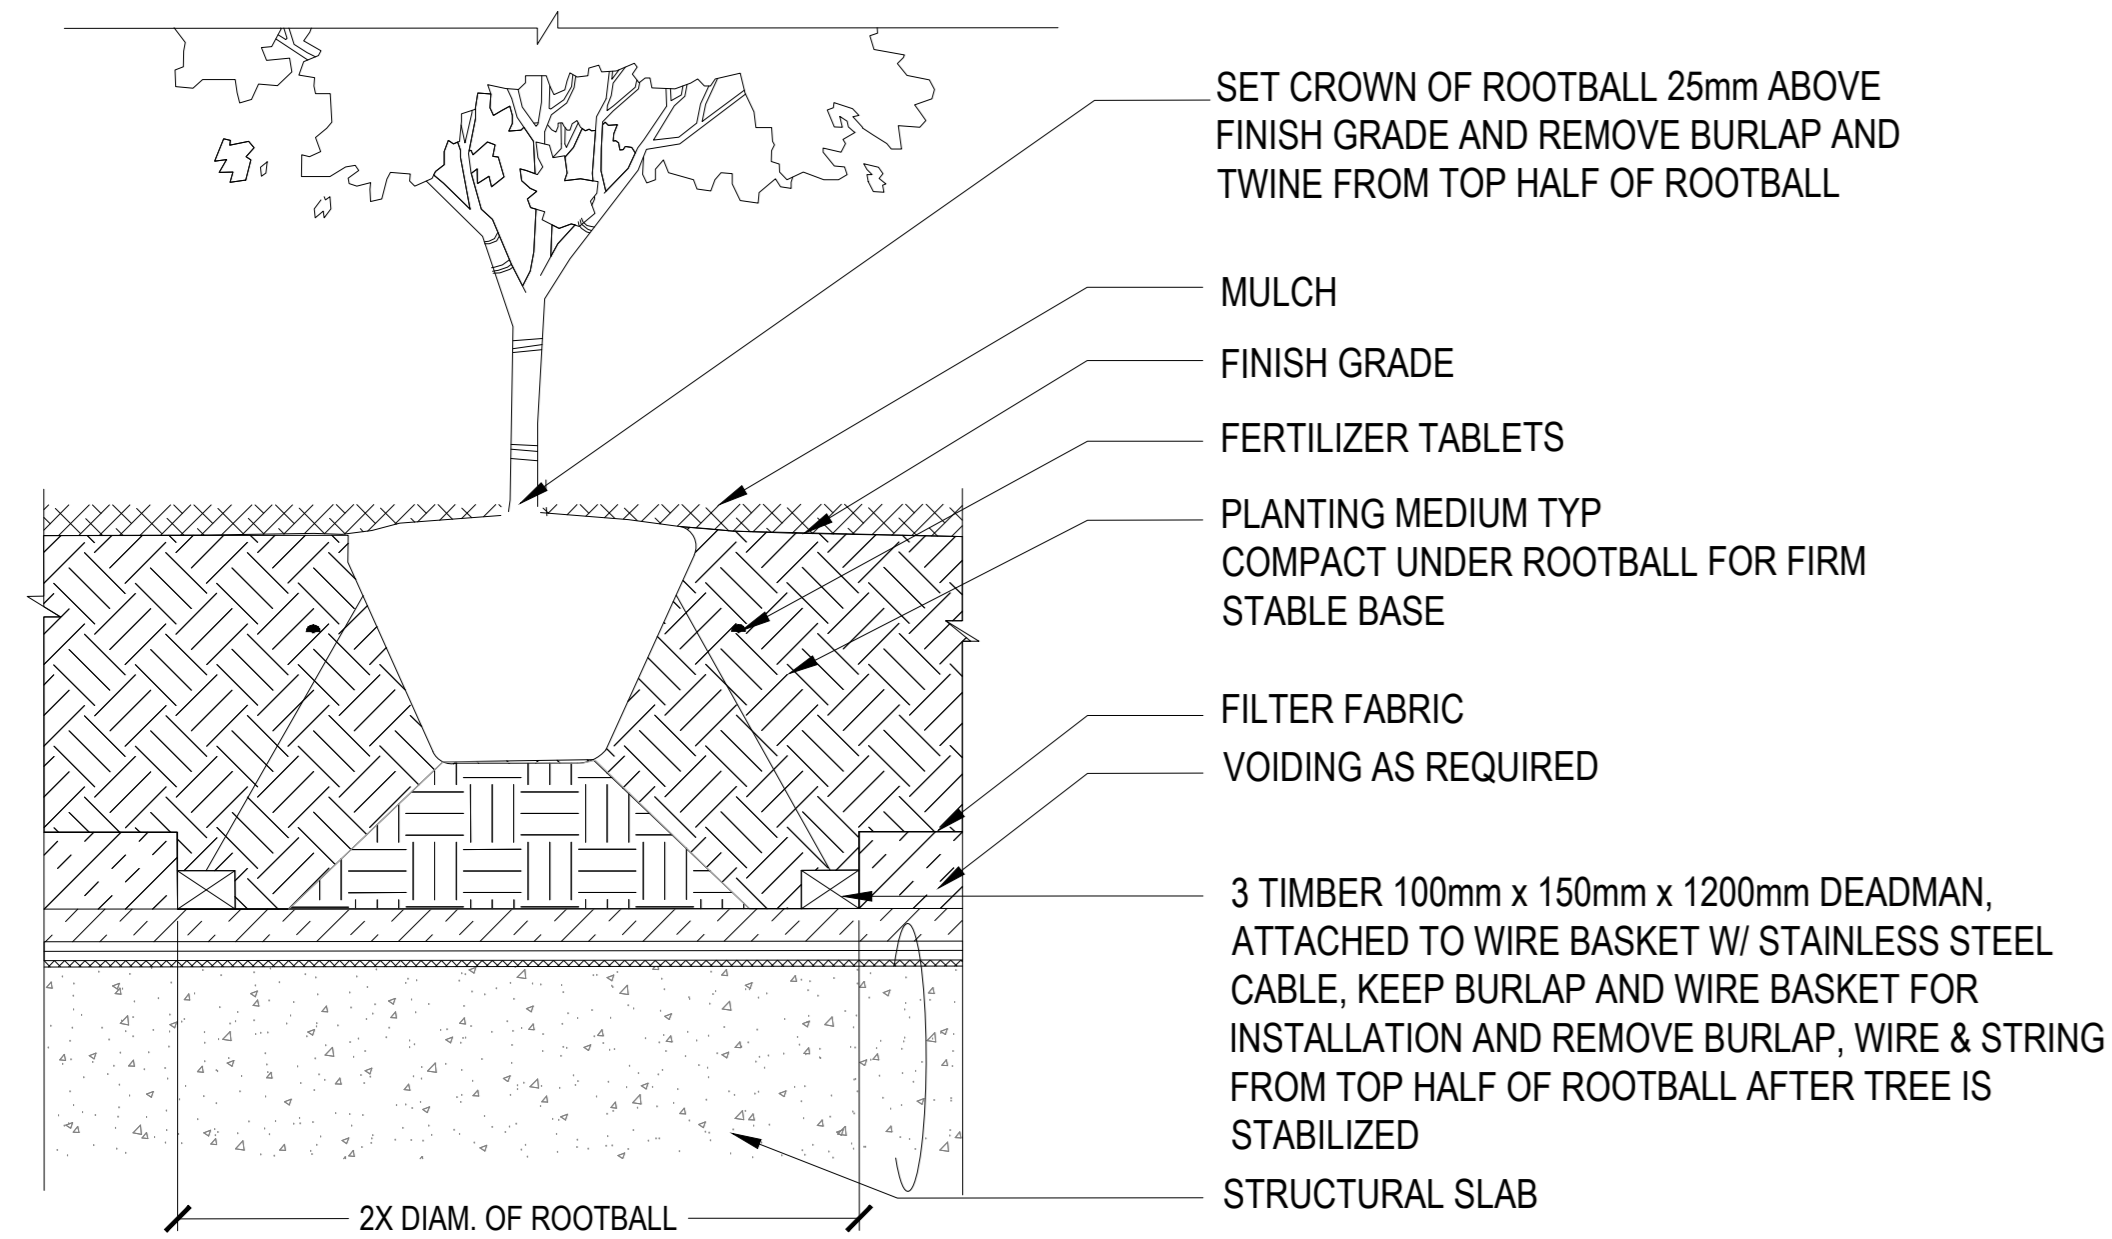 SET CROWN OF ROOTBALL 25mm ABOVE
FINISH GRADE AND REMOVE BURLAP AND
TWINE FROM TOP HALF OF ROOTBALL
MULCH
FINISH GRADE
FERTILIZER TABLETS
PLANTING MEDIUM TYP
COMPACT UNDER ROOTBALL FOR FIRM
STABLE BASE
FILTER FABRIC
VOIDING AS REQUIRED
3 TIMBER 100mm x 150mm x 1200mm DEADMAN,
ATTACHED TO WIRE BASKET W/ STAINLESS STEEL
CABLE, KEEP BURLAP AND WIRE BASKET FOR
INSTALLATION AND REMOVE BURLAP, WIRE & STRING
FROM TOP HALF OF ROOTBALL AFTER TREE IS
STABILIZED
STRUCTURAL SLAB
2X DIAM. OF ROOTBALL